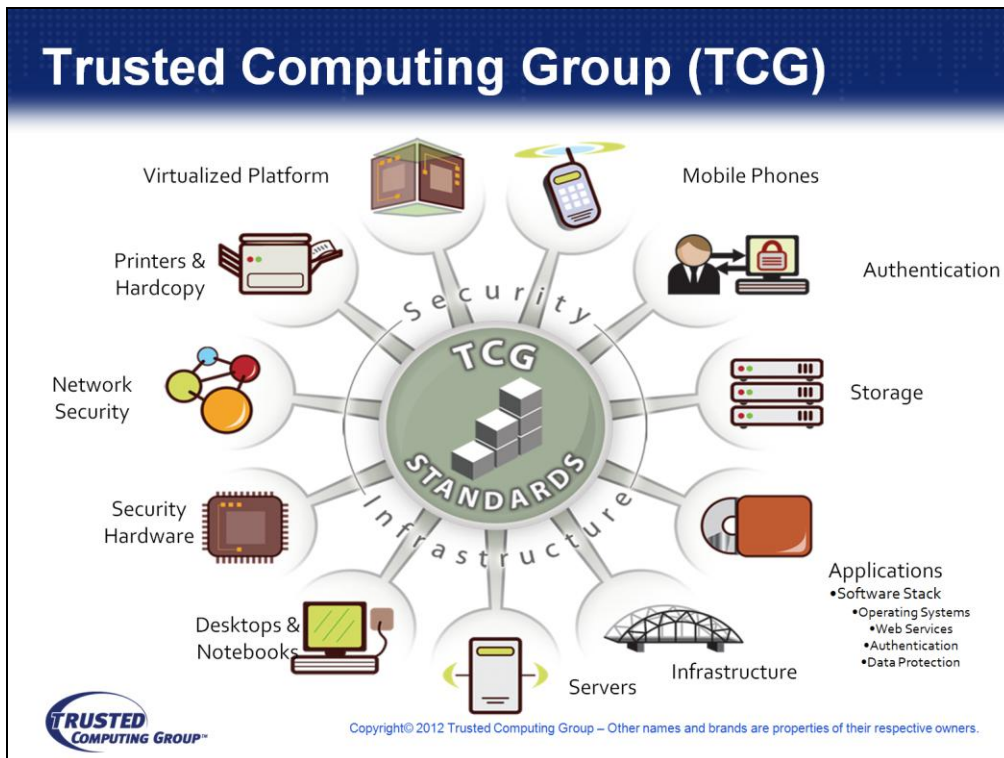 Trusted Computing Group (TCG)
Virtualized Platform
Mobile Phones
Printers &
Hardcopy
Authentication
Security
TCG
STANDARDS
Infrastructure
Network
Security
Storage
Security
Hardware
Applications
•Software Stack
•Operating Systems
•Web Services
•Authentication
•Data Protection
Desktops &
Notebooks
Servers
Infrastructure
TRUSTED
COMPUTING GROUP™
Copyright© 2012 Trusted Computing Group – Other names and brands are properties of their respective owners.